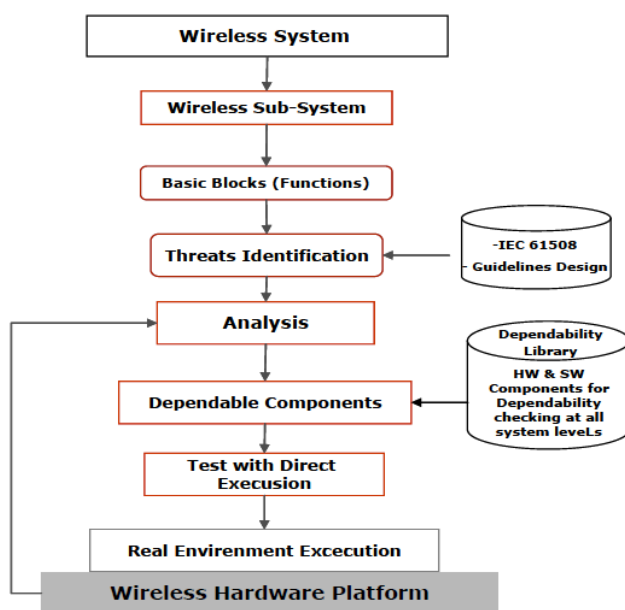 Wireless System
Wireless Sub-System
Basic Blocks (Functions)
Threats Identification
-IEC 61508
- Guidelines Design
Analysis
Dependability
Library
HW & SW
Components for
Dependability
checking at all
system leveLs
Dependable Components
Test with Direct
Execusion
Real Envirenment Excecution
Wireless Hardware Platform